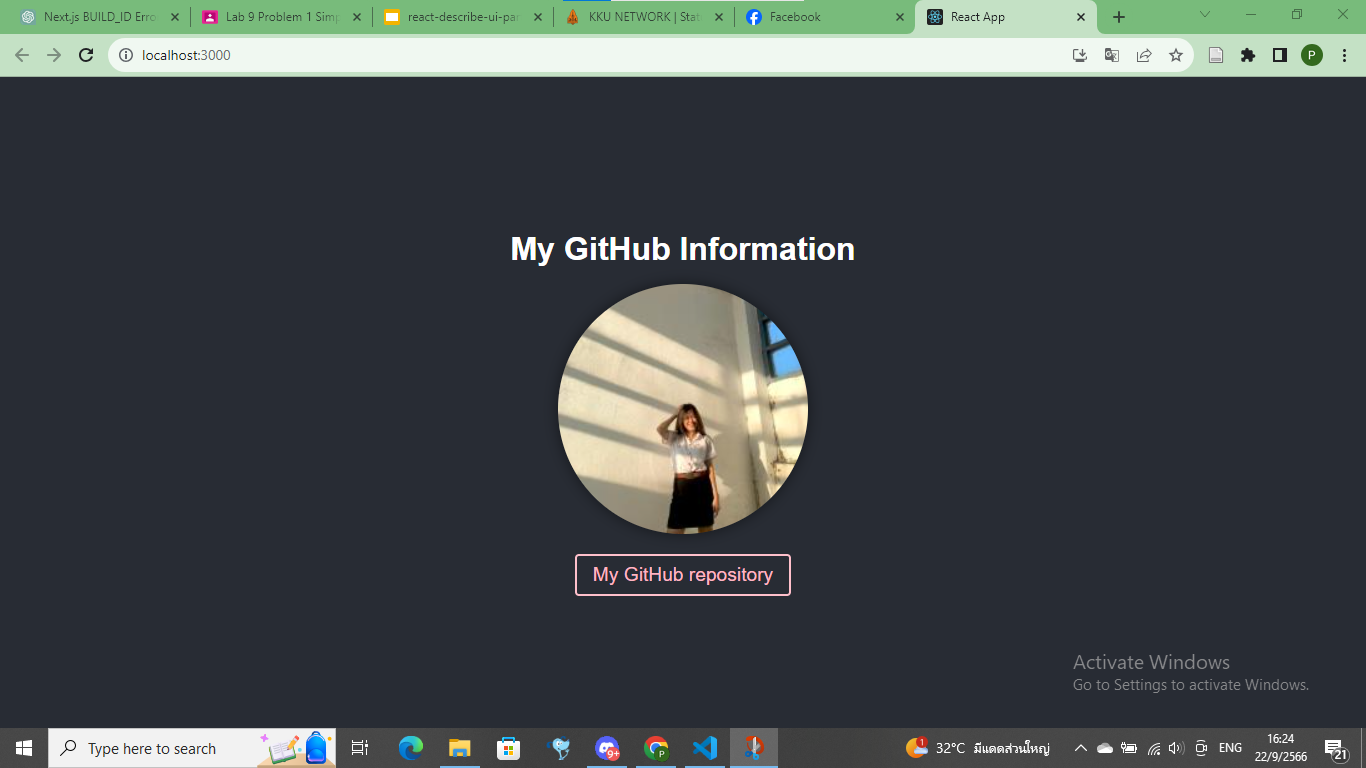 Next.js BUILD_ID Erro
Lab 9 Problem 1 Simp
react-describe-ui-par
KKU NETWORK | Stat
Facebook
React App
localhost:3000
P
My GitHub Information
My GitHub repository
Activate Windows
Go to Settings to activate Windows.
Type here to search
9+
P
1
32°C มีแดดส่วนใหญ่
ENG
16:24
22/9/2566
21